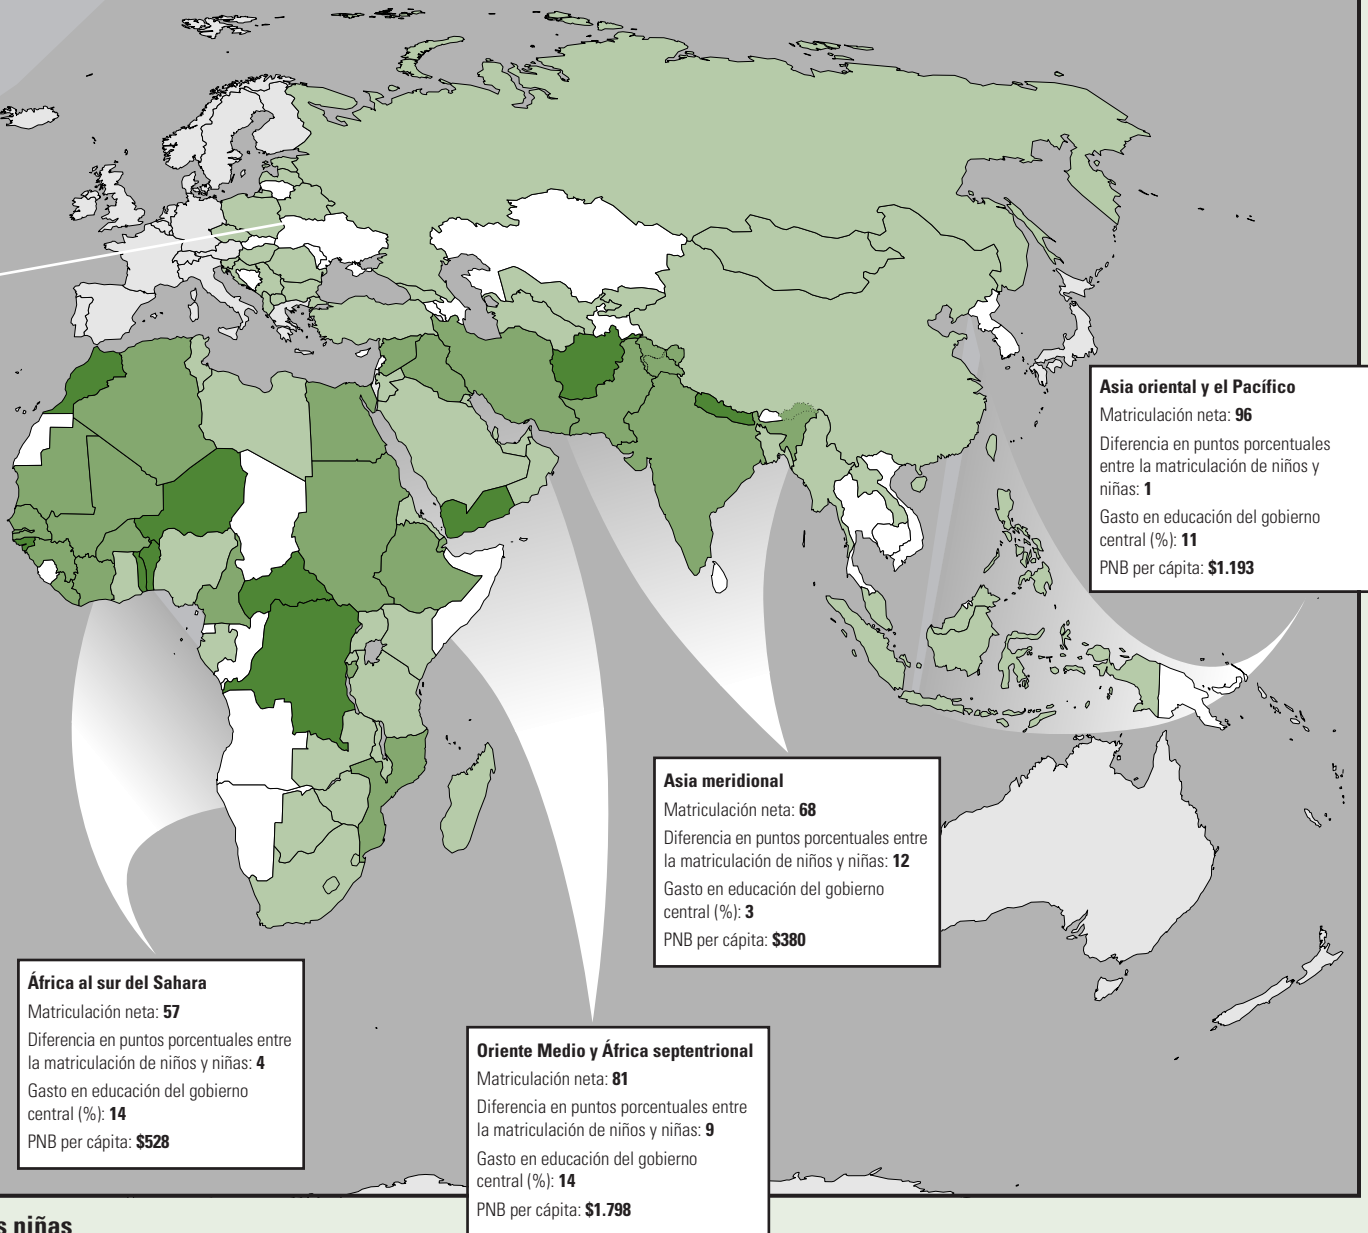 Asia oriental y el Pacífico
Matriculación neta: 96
Diferencia en puntos porcentuales
entre la matriculación de niños y
niñas: 1
Gasto en educación del gobierno
central (%): 11
PNB per cápita: $1.193
Asia meridional
Matriculación neta: 68
Diferencia en puntos porcentuales entre
la matriculación de niños y niñas: 12
Gasto en educación del gobierno
central (%): 3
PNB per cápita: $380
África al sur del Sahara
Matriculación neta: 57
Diferencia en puntos porcentuales entre
la matriculación de niños y niñas: 4
Gasto en educación del gobierno
central (%): 14
PNB per cápita: $528
Oriente Medio y África septentrional
Matriculación neta: 81
Diferencia en puntos porcentuales entre
la matriculación de niños y niñas: 9
Gasto en educación del gobierno
central (%): 14
PNB per cápita: $1.798
s niñas